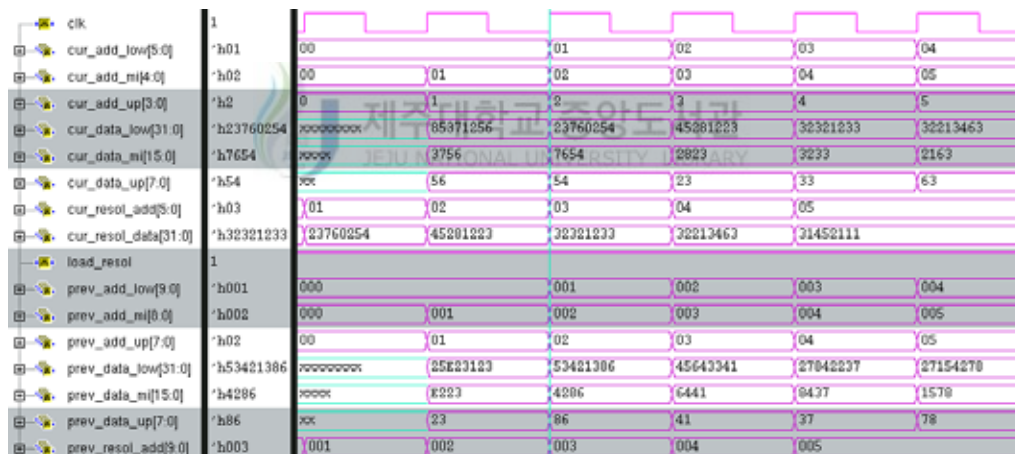 clk 1
cur_add_low[5:0] 'h01 00 01 02 03 04
cur_add_mi[4:0] 'h02 00 01 02 03 04 05
cur_add_up[3:0] 'h2 0 1 2 3 4 5
cur_data_low[31:0] 'h23760254 xxxxxxxx 85371256 23760254 45281223 32321233 32213463
cur_data_mi[15:0] 'h7654 xxxx 3756 7654 2823 3233 2163
cur_data_up[7:0] 'h54 xx 56 54 23 33 63
cur_resol_add[5:0] 'h03 01 02 03 04 05
cur_resol_data[31:0] 'h32321233 23760254 45281223 32321233 32213463 31452111
load_resol 1
prev_add_low[9:0] 'h001 000 001 002 003 004
prev_add_mi[8:0] 'h002 000 001 002 003 004 005
prev_add_up[7:0] 'h02 00 01 02 03 04 05
prev_data_low[31:0] 'h53421386 xxxxxxxx 25E23123 53421386 45643341 27842237 27154278
prev_data_mi[15:0] 'h4286 xxxx E223 4286 6441 8437 1578
prev_data_up[7:0] 'h86 xx 23 86 41 37 78
prev_resol_add[9:0] 'h003 001 002 003 004 005
제주대학교 중앙도서관
JEJU NATIONAL UNIVERSITY LIBRARY